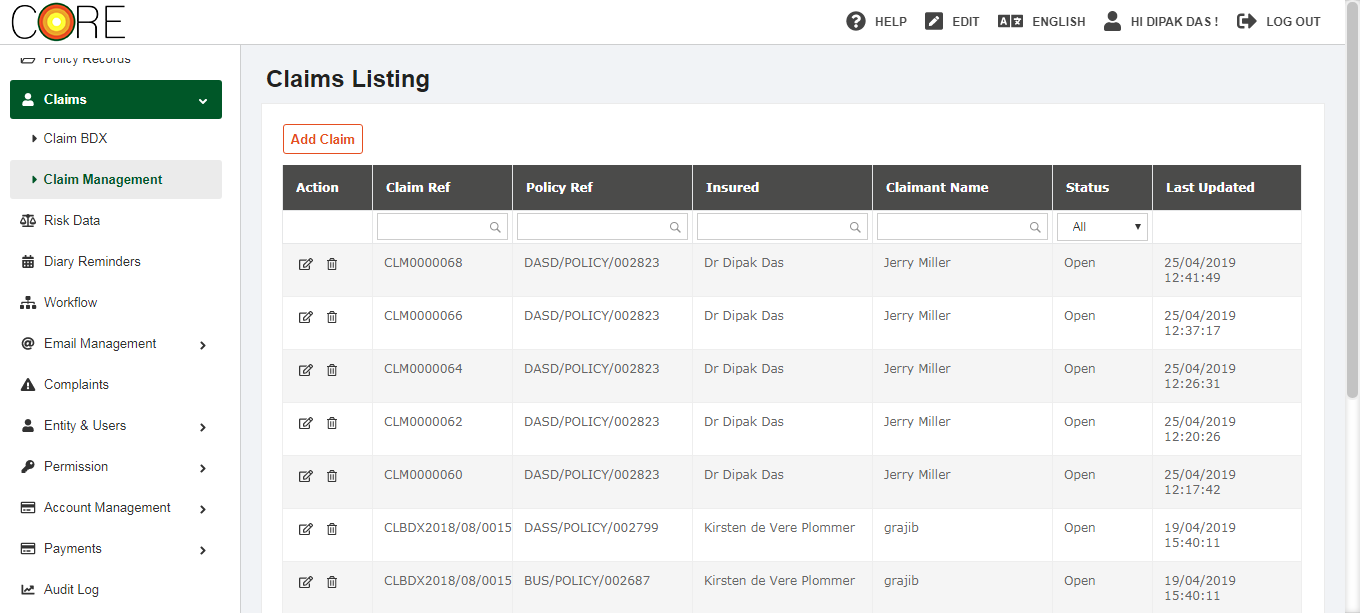 CORE
HELP
EDIT
ENGLISH
HI DIPAK DAS !
LOG OUT
Policy Records
Claims
Claim BDX
Claim Management
Risk Data
Diary Reminders
Workflow
Email Management
Complaints
Entity & Users
Permission
Account Management
Payments
Audit Log
Claims Listing
Add Claim
Action Claim Ref Policy Ref Insured Claimant Name Status Last Updated
All
CLM0000068 DASD/POLICY/002823 Dr Dipak Das Jerry Miller Open 25/04/2019
12:41:49
CLM0000066 DASD/POLICY/002823 Dr Dipak Das Jerry Miller Open 25/04/2019
12:37:17
CLM0000064 DASD/POLICY/002823 Dr Dipak Das Jerry Miller Open 25/04/2019
12:26:31
CLM0000062 DASD/POLICY/002823 Dr Dipak Das Jerry Miller Open 25/04/2019
12:20:26
CLM0000060 DASD/POLICY/002823 Dr Dipak Das Jerry Miller Open 25/04/2019
12:17:42
CLBDX2018/08/0015 DASS/POLICY/002799 Kirsten de Vere Plommer grajib Open 19/04/2019
15:40:11
CLBDX2018/08/0015 BUS/POLICY/002687 Kirsten de Vere Plommer grajib Open 19/04/2019
15:40:11